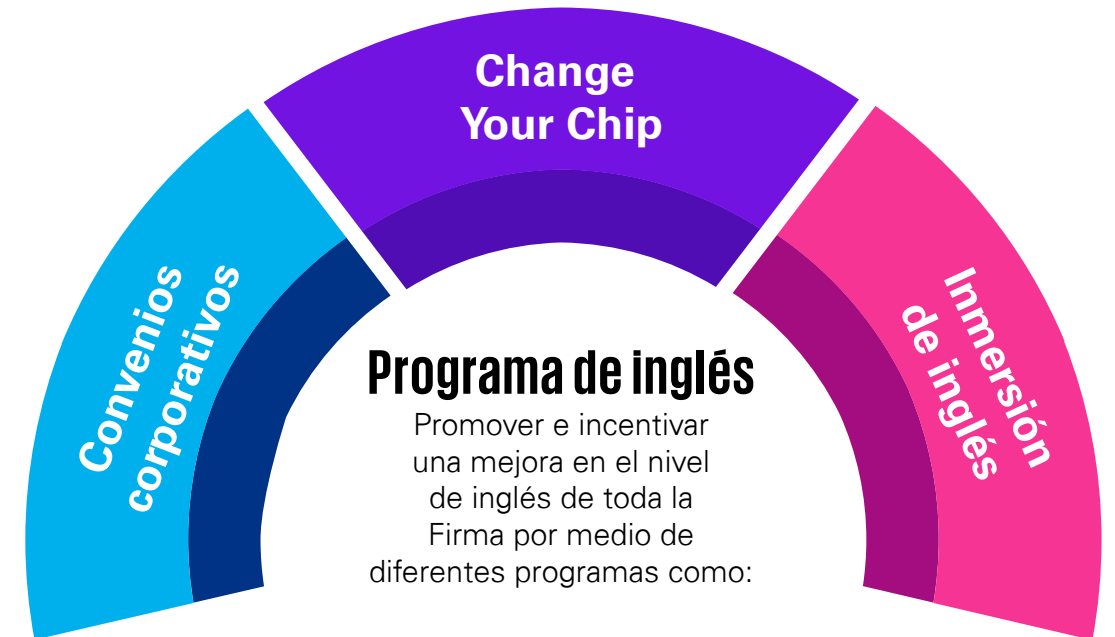 Change
Your Chip
Convenios
corporativos
Inmersión
de inglés
Programa de inglés
Promover e incentivar
una mejora en el nivel
de inglés de toda la
Firma por medio de
diferentes programas como: